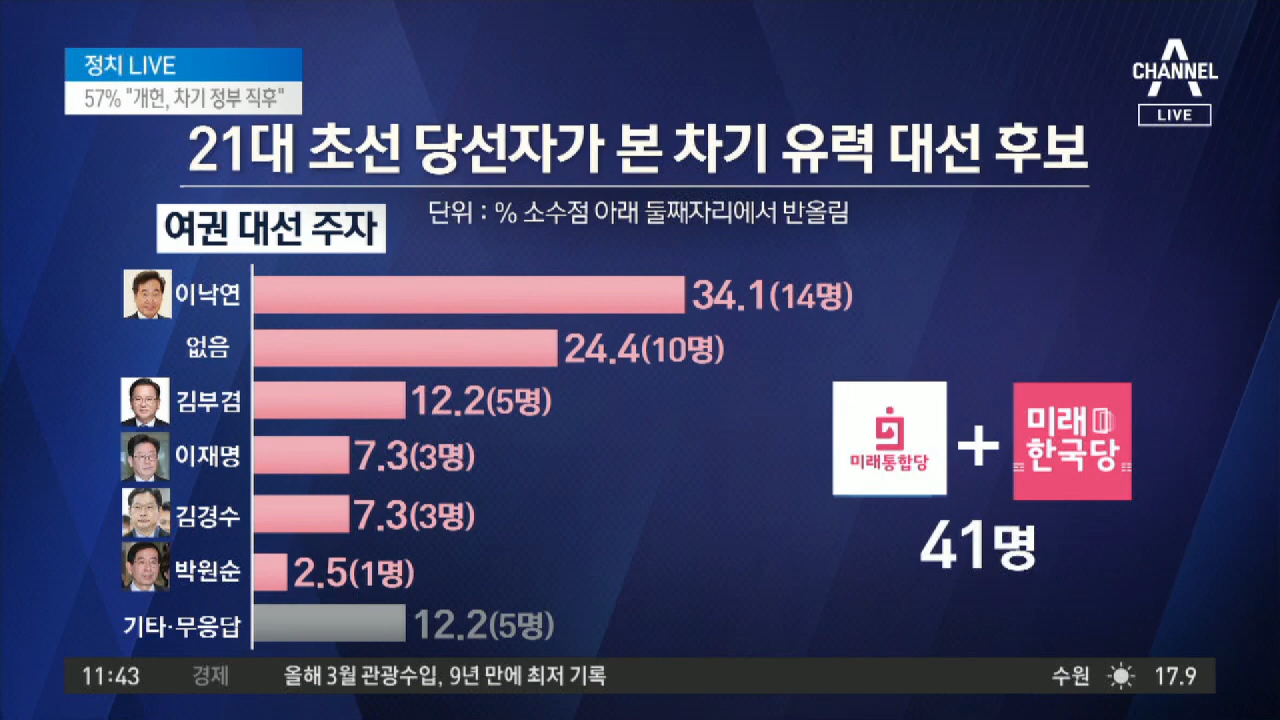 정치 LIVE
57% "개헌, 차기 정부 직후"
CHANNEL A
LIVE
21대 초선 당선자가 본 차기 유력 대선 후보
단위 : % 소수점 아래 둘째자리에서 반올림
여권 대선 주자
이낙연 34.1(14명)
없음 24.4(10명)
김부겸 12.2(5명)
이재명 7.3(3명)
김경수 7.3(3명)
박원순 2.5(1명)
기타·무응답 12.2(5명)
미래통합당 + 미래한국당
41명
11:43 경제 올해 3월 관광수입, 9년 만에 최저 기록 수원 17.9